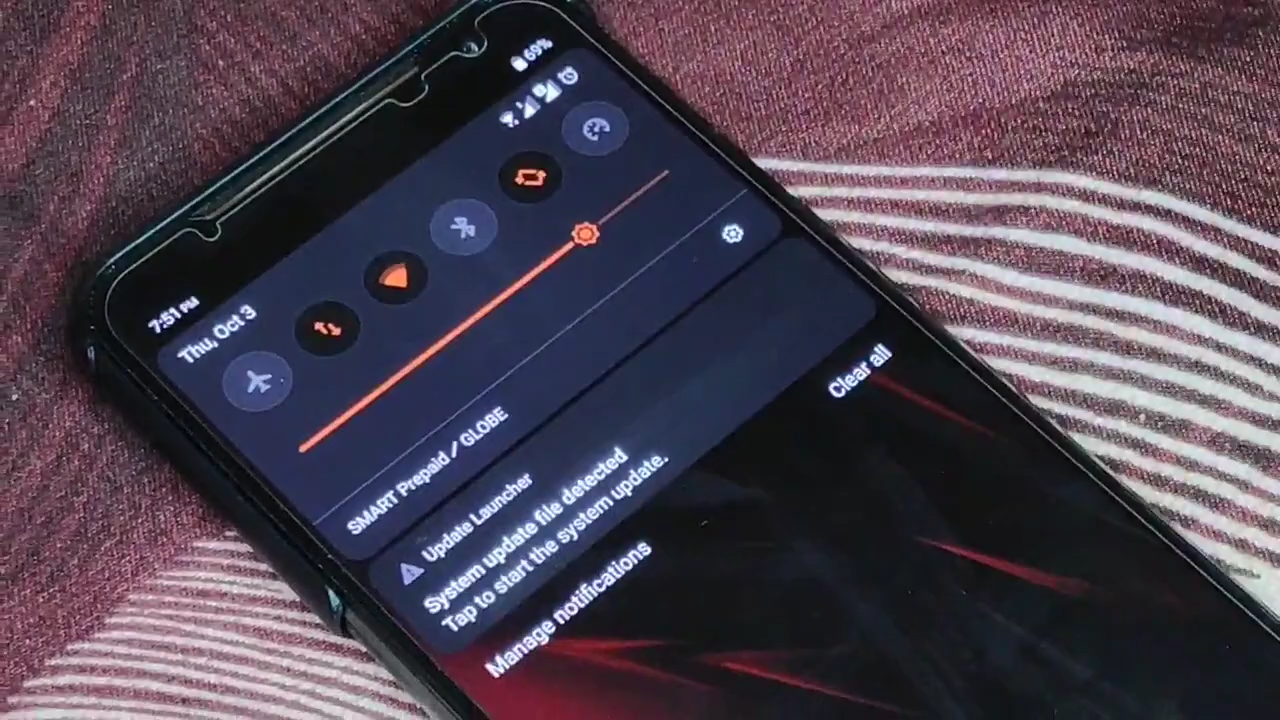 7:51 PM
69%
Thu, Oct 3
SMART Prepaid / GLOBE
Update Launcher
System update file detected
Tap to start the system update.
Manage notifications
Clear all